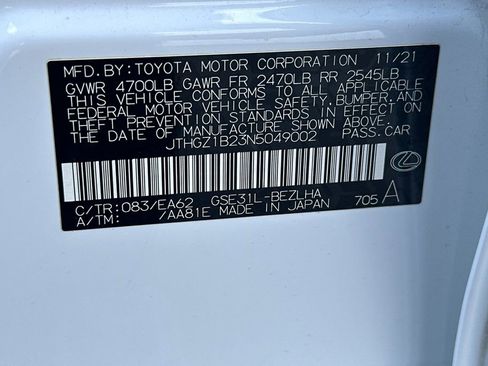 MFD. BY: TOYOTA MOTOR CORPORATION 11/21
GVWR 4700LB GAWR FR 2470LB RR 2545LB
THIS VEHICLE CONFORMS TO ALL APPLICABLE
FEDERAL MOTOR VEHICLE SAFETY, BUMPER, AND
THEFT PREVENTION STANDARDS IN EFFECT ON
THE DATE OF MANUFACTURE SHOWN ABOVE.
JTHGZ1B23N5049002 PASS.CAR
C/TR: 083/EA62 GSE31L-BEZLHA
A/TM: /AA81E MADE IN JAPAN 705 A